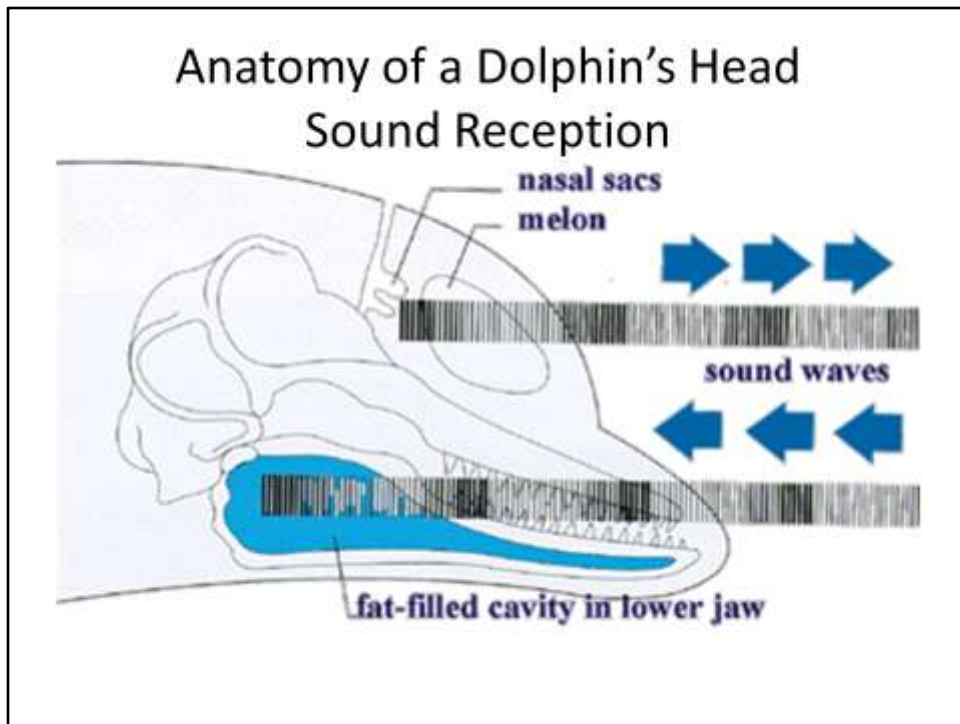 Anatomy of a Dolphin’s Head
Sound Reception
nasal sacs
melon
sound waves
fat-filled cavity in lower jaw